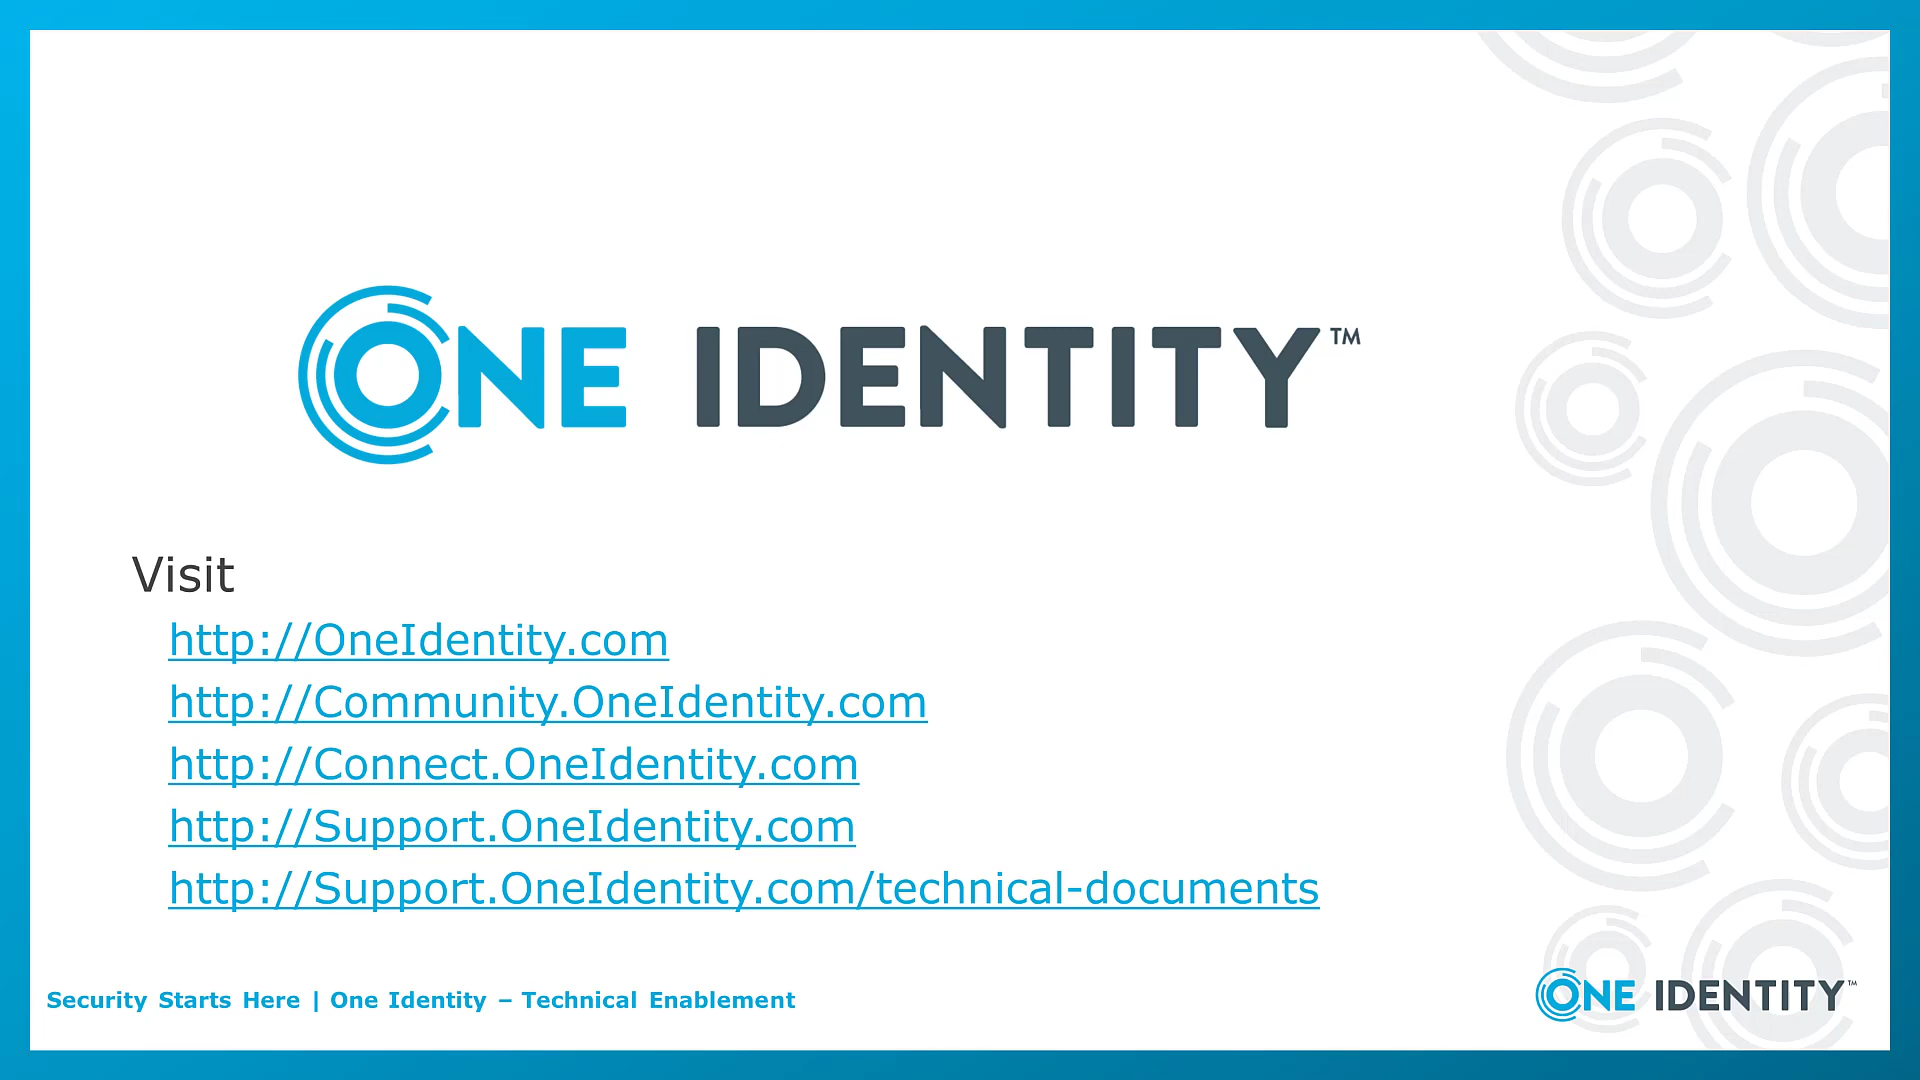 ONE IDENTITY™
Visit
http://OneIdentity.com
http://Community.OneIdentity.com
http://Connect.OneIdentity.com
http://Support.OneIdentity.com
http://Support.OneIdentity.com/technical-documents
Security Starts Here | One Identity – Technical Enablement
ONE IDENTITY™